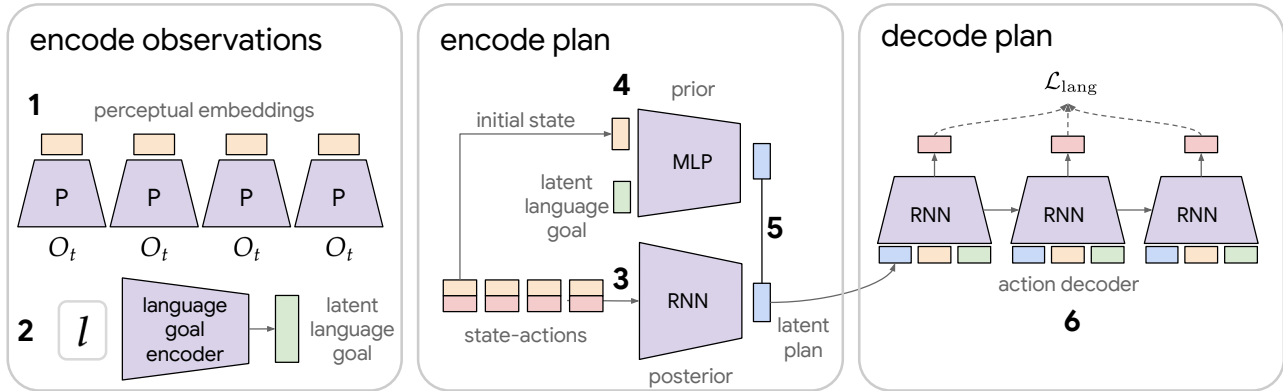 encode observations
1
perceptual embeddings
P P P P
O_t O_t O_t O_t
2
l
language
goal
encoder
latent
language
goal
encode plan
4
prior
initial state
MLP
latent
language
goal
5
3
RNN
state-actions
latent
plan
posterior
decode plan
ℒ_lang
RNN RNN RNN
action decoder
6